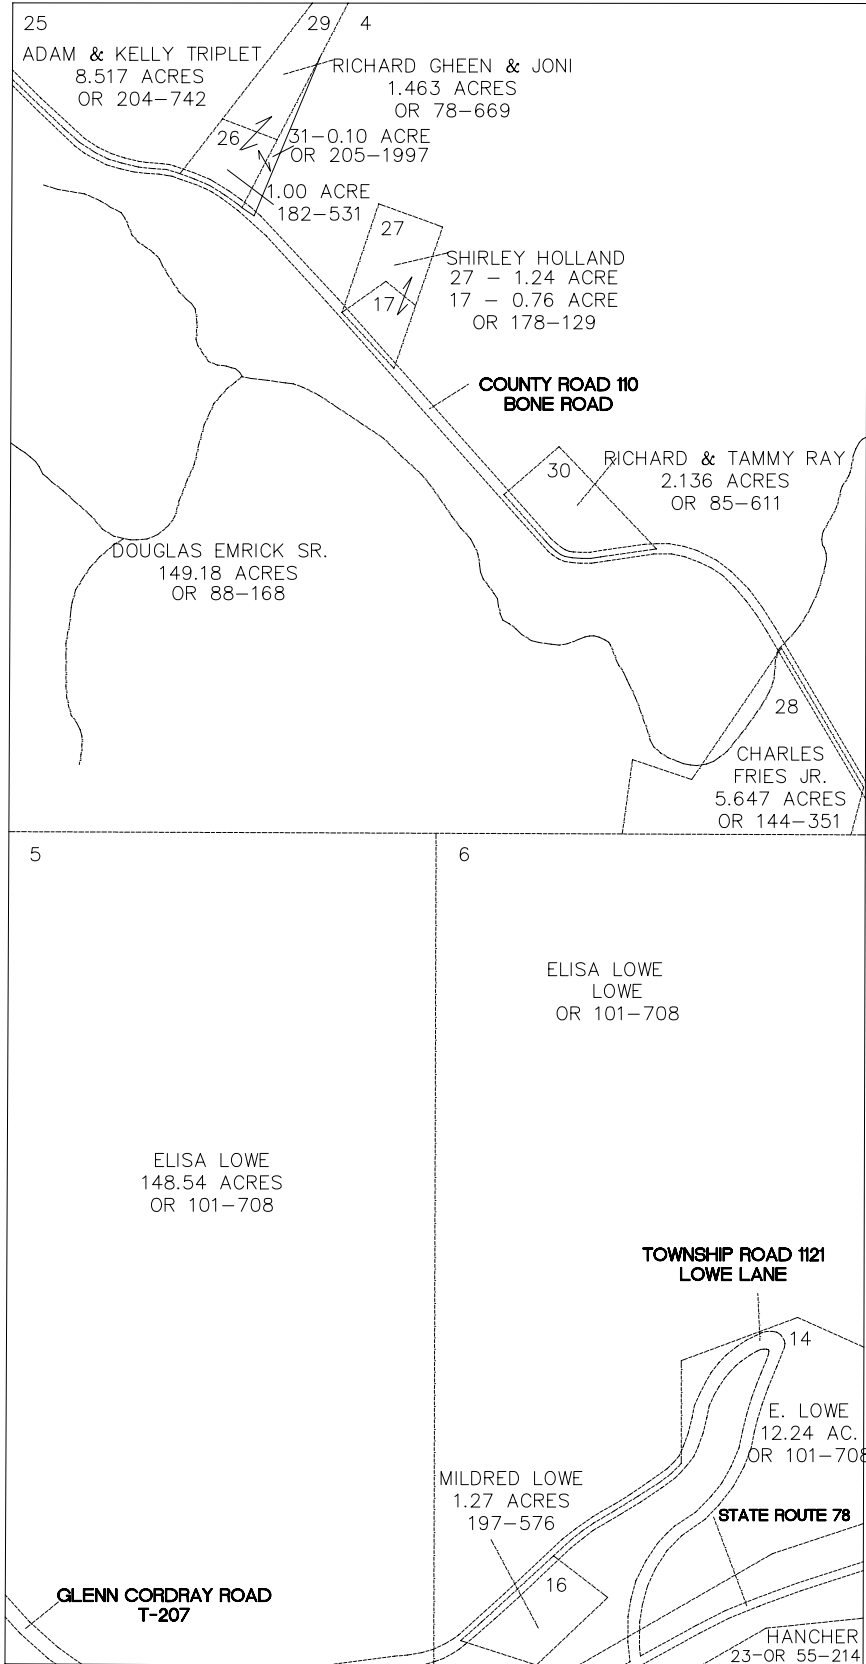 25
29
4
ADAM & KELLY TRIPLET
8.517 ACRES
OR 204-742
RICHARD GHEEN & JONI
1.463 ACRES
OR 78-669
26
31-0.10 ACRE
OR 205-1997
1.00 ACRE
182-531
27
SHIRLEY HOLLAND
27 - 1.24 ACRE
17 - 0.76 ACRE
OR 178-129
17
COUNTY ROAD 110
BONE ROAD
30
RICHARD & TAMMY RAY
2.136 ACRES
OR 85-611
DOUGLAS EMRICK SR.
149.18 ACRES
OR 88-168
28
CHARLES
FRIES JR.
5.647 ACRES
OR 144-351
5
6
ELISA LOWE
LOWE
OR 101-708
ELISA LOWE
148.54 ACRES
OR 101-708
TOWNSHIP ROAD 1121
LOWE LANE
14
E. LOWE
12.24 AC.
OR 101-708
MILDRED LOWE
1.27 ACRES
197-576
STATE ROUTE 78
16
GLENN CORDRAY ROAD
T-207
HANCHER
23-OR 55-214